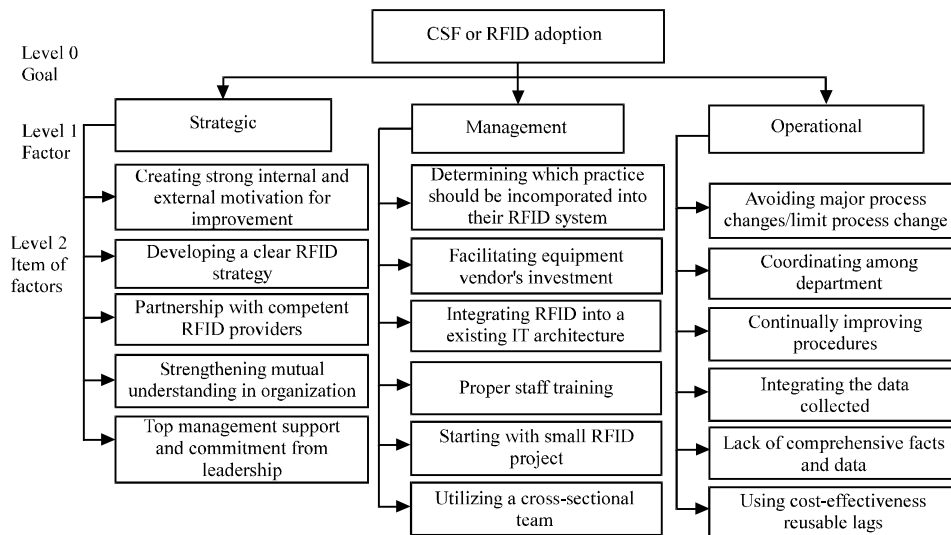 CSF or RFID adoption
Level 0
Goal
Level 1
Factor
Level 2
Item of
factors
Strategic
Creating strong internal and
external motivation for
improvement
Developing a clear RFID
strategy
Partnership with competent
RFID providers
Strengthening mutual
understanding in organization
Top management support
and commitment from
leadership
Management
Determining which practice
should be incorporated into
their RFID system
Facilitating equipment
vendor's investment
Integrating RFID into a
existing IT architecture
Proper staff training
Starting with small RFID
project
Utilizing a cross-sectional
team
Operational
Avoiding major process
changes/limit process change
Coordinating among
department
Continually improving
procedures
Integrating the data
collected
Lack of comprehensive facts
and data
Using cost-effectiveness
reusable lags